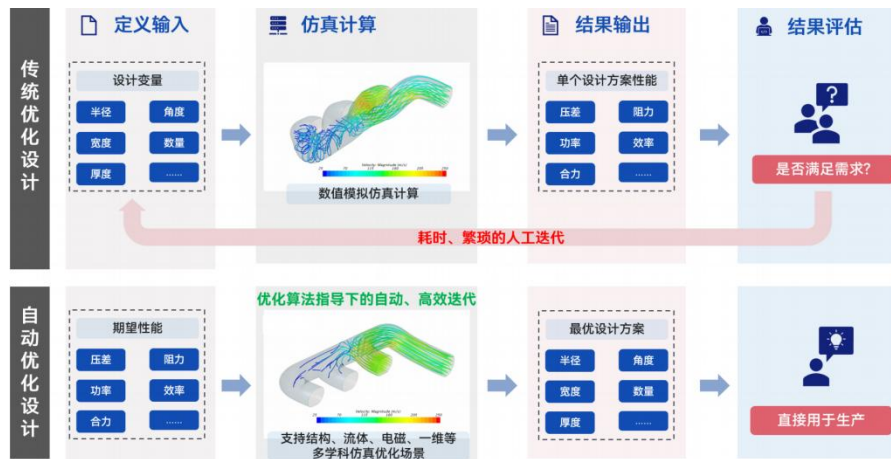 定义输入
仿真计算
结果输出
结果评估
传统优化设计
设计变量
半径
角度
宽度
数量
厚度
......
Velocity: Magnitude (m/s)
数值模拟仿真计算
单个设计方案性能
压差
阻力
功率
效率
合力
......
?
是否满足需求?
耗时、繁琐的人工迭代
自动优化设计
期望性能
压差
阻力
功率
效率
合力
......
优化算法指导下的自动、高效迭代
Velocity: Magnitude (m/s)
支持结构、流体、电磁、一维等
多学科仿真优化场景
最优设计方案
半径
角度
宽度
数量
厚度
......
直接用于生产